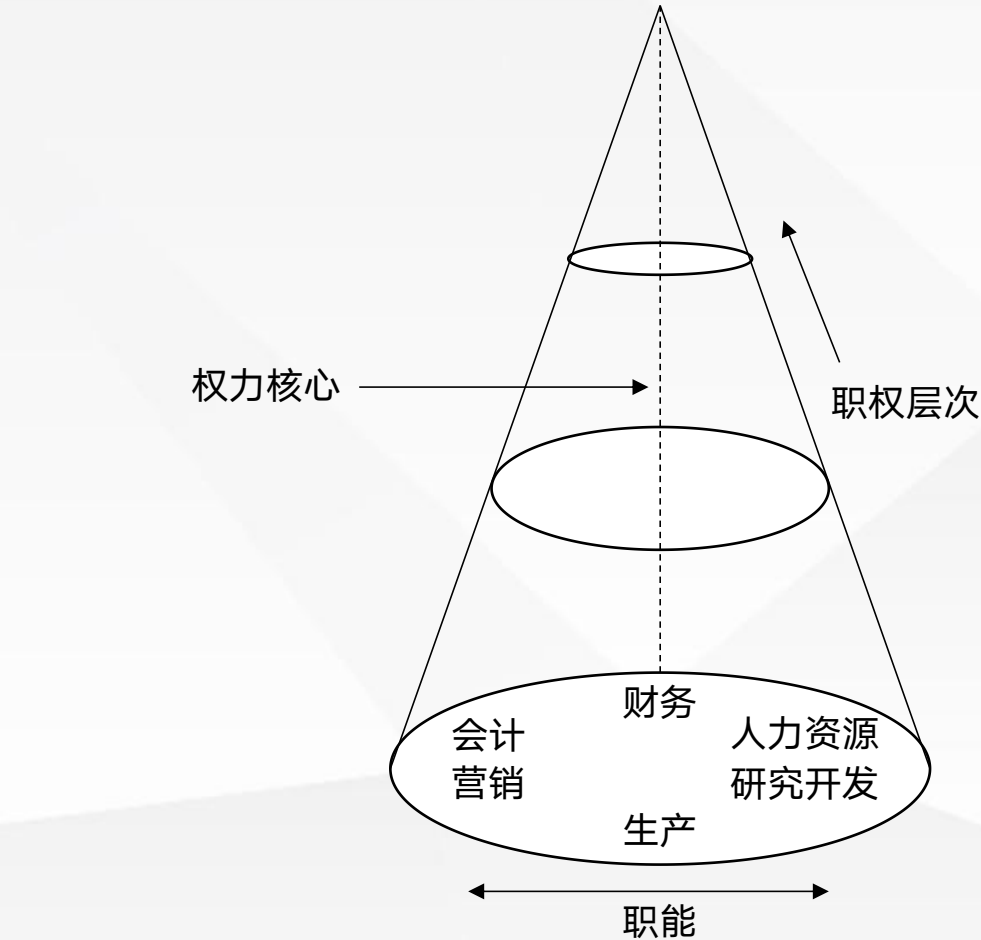 权力核心
职权层次
财务
会计
人力资源
营销
研究开发
生产
职能